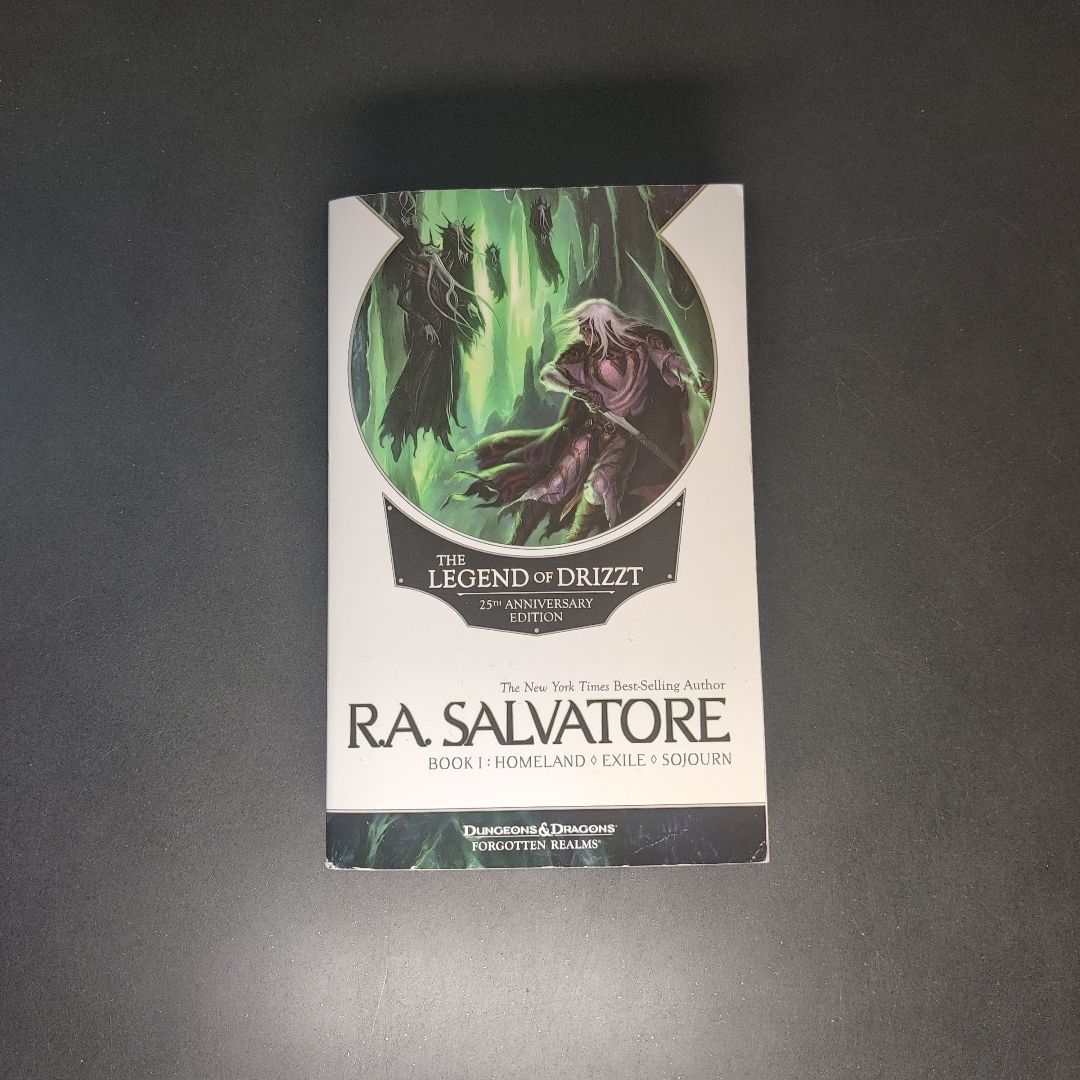 THE
LEGEND OF DRIZZT
25TH ANNIVERSARY
EDITION
The New York Times Best-Selling Author
R.A. SALVATORE
BOOK I: HOMELAND ◊ EXILE ◊ SOJOURN
DUNGEONS & DRAGONS®
FORGOTTEN REALMS®